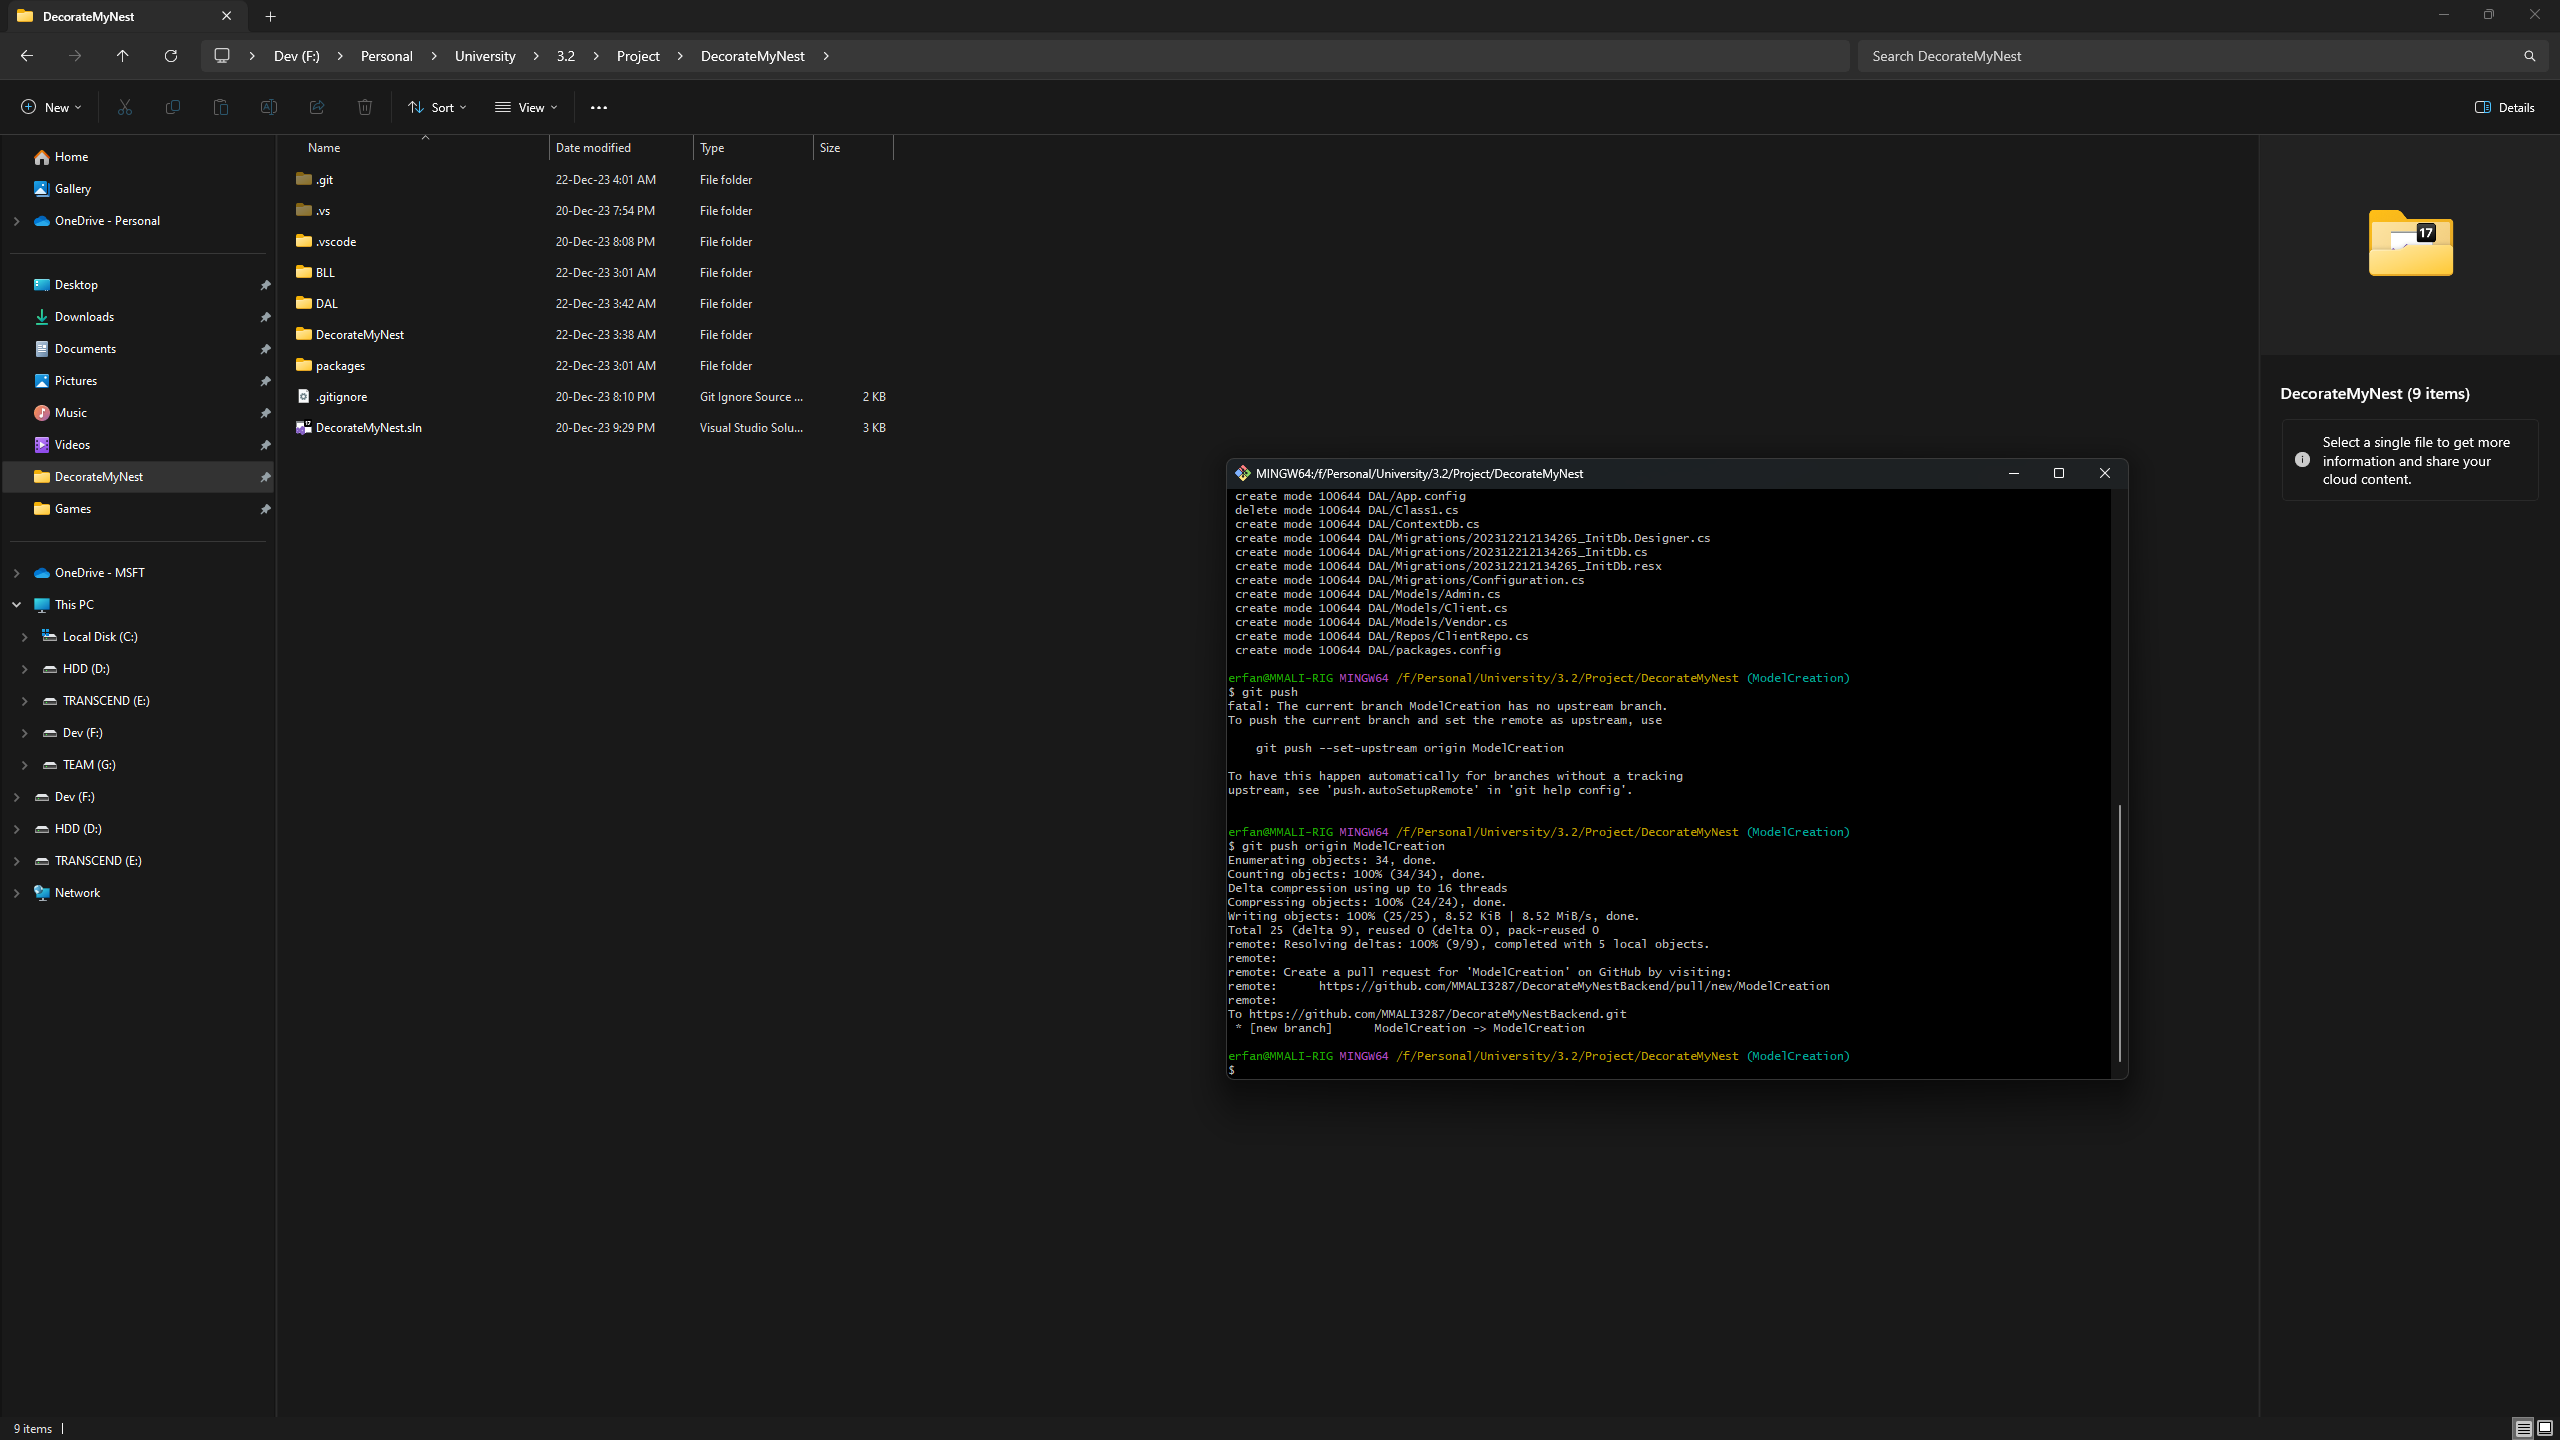 DecorateMyNest
Dev (F:) Personal University 3.2 Project DecorateMyNest
Search DecorateMyNest
New Sort View Details
Home
Gallery
OneDrive - Personal
Desktop
Downloads
Documents
Pictures
Music
Videos
DecorateMyNest
Games
OneDrive - MSFT
This PC
Local Disk (C:)
HDD (D:)
TRANSCEND (E:)
Dev (F:)
TEAM (G:)
Dev (F:)
HDD (D:)
TRANSCEND (E:)
Network
Name Date modified Type Size
.git 22-Dec-23 4:01 AM File folder
.vs 20-Dec-23 7:54 PM File folder
.vscode 20-Dec-23 8:08 PM File folder
BLL 22-Dec-23 3:01 AM File folder
DAL 22-Dec-23 3:42 AM File folder
DecorateMyNest 22-Dec-23 3:38 AM File folder
packages 22-Dec-23 3:01 AM File folder
.gitignore 20-Dec-23 8:10 PM Git Ignore Source ... 2 KB
DecorateMyNest.sln 20-Dec-23 9:29 PM Visual Studio Solu... 3 KB
MINGW64:/f/Personal/University/3.2/Project/DecorateMyNest
create mode 100644 DAL/App.config
delete mode 100644 DAL/Class1.cs
create mode 100644 DAL/ContextDb.cs
create mode 100644 DAL/Migrations/202312212134265_InitDb.Designer.cs
create mode 100644 DAL/Migrations/202312212134265_InitDb.cs
create mode 100644 DAL/Migrations/202312212134265_InitDb.resx
create mode 100644 DAL/Migrations/Configuration.cs
create mode 100644 DAL/Models/Admin.cs
create mode 100644 DAL/Models/Client.cs
create mode 100644 DAL/Models/Vendor.cs
create mode 100644 DAL/Repos/ClientRepo.cs
create mode 100644 DAL/packages.config
erfan@MMALI-RIG MINGW64 /f/Personal/University/3.2/Project/DecorateMyNest (ModelCreation)
$ git push
fatal: The current branch ModelCreation has no upstream branch.
To push the current branch and set the remote as upstream, use
git push --set-upstream origin ModelCreation
To have this happen automatically for branches without a tracking
upstream, see 'push.autoSetupRemote' in 'git help config'.
erfan@MMALI-RIG MINGW64 /f/Personal/University/3.2/Project/DecorateMyNest (ModelCreation)
$ git push origin ModelCreation
Enumerating objects: 34, done.
Counting objects: 100% (34/34), done.
Delta compression using up to 16 threads
Compressing objects: 100% (24/24), done.
Writing objects: 100% (25/25), 8.52 KiB | 8.52 MiB/s, done.
Total 25 (delta 9), reused 0 (delta 0), pack-reused 0
remote: Resolving deltas: 100% (9/9), completed with 5 local objects.
remote:
remote: Create a pull request for 'ModelCreation' on GitHub by visiting:
remote: https://github.com/MMALI3287/DecorateMyNestBackend/pull/new/ModelCreation
remote:
To https://github.com/MMALI3287/DecorateMyNestBackend.git
* [new branch] ModelCreation -> ModelCreation
erfan@MMALI-RIG MINGW64 /f/Personal/University/3.2/Project/DecorateMyNest (ModelCreation)
$
17
DecorateMyNest (9 items)
Select a single file to get more
information and share your
cloud content.
9 items